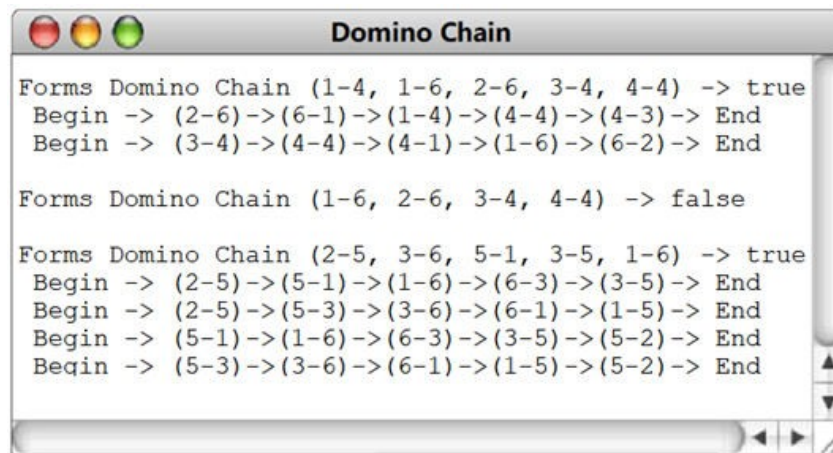 Domino Chain
Forms Domino Chain (1-4, 1-6, 2-6, 3-4, 4-4) -> true
Begin -> (2-6)->(6-1)->(1-4)->(4-4)->(4-3)-> End
Begin -> (3-4)->(4-4)->(4-1)->(1-6)->(6-2)-> End
Forms Domino Chain (1-6, 2-6, 3-4, 4-4) -> false
Forms Domino Chain (2-5, 3-6, 5-1, 3-5, 1-6) -> true
Begin -> (2-5)->(5-1)->(1-6)->(6-3)->(3-5)-> End
Begin -> (2-5)->(5-3)->(3-6)->(6-1)->(1-5)-> End
Begin -> (5-1)->(1-6)->(6-3)->(3-5)->(5-2)-> End
Begin -> (5-3)->(3-6)->(6-1)->(1-5)->(5-2)-> End